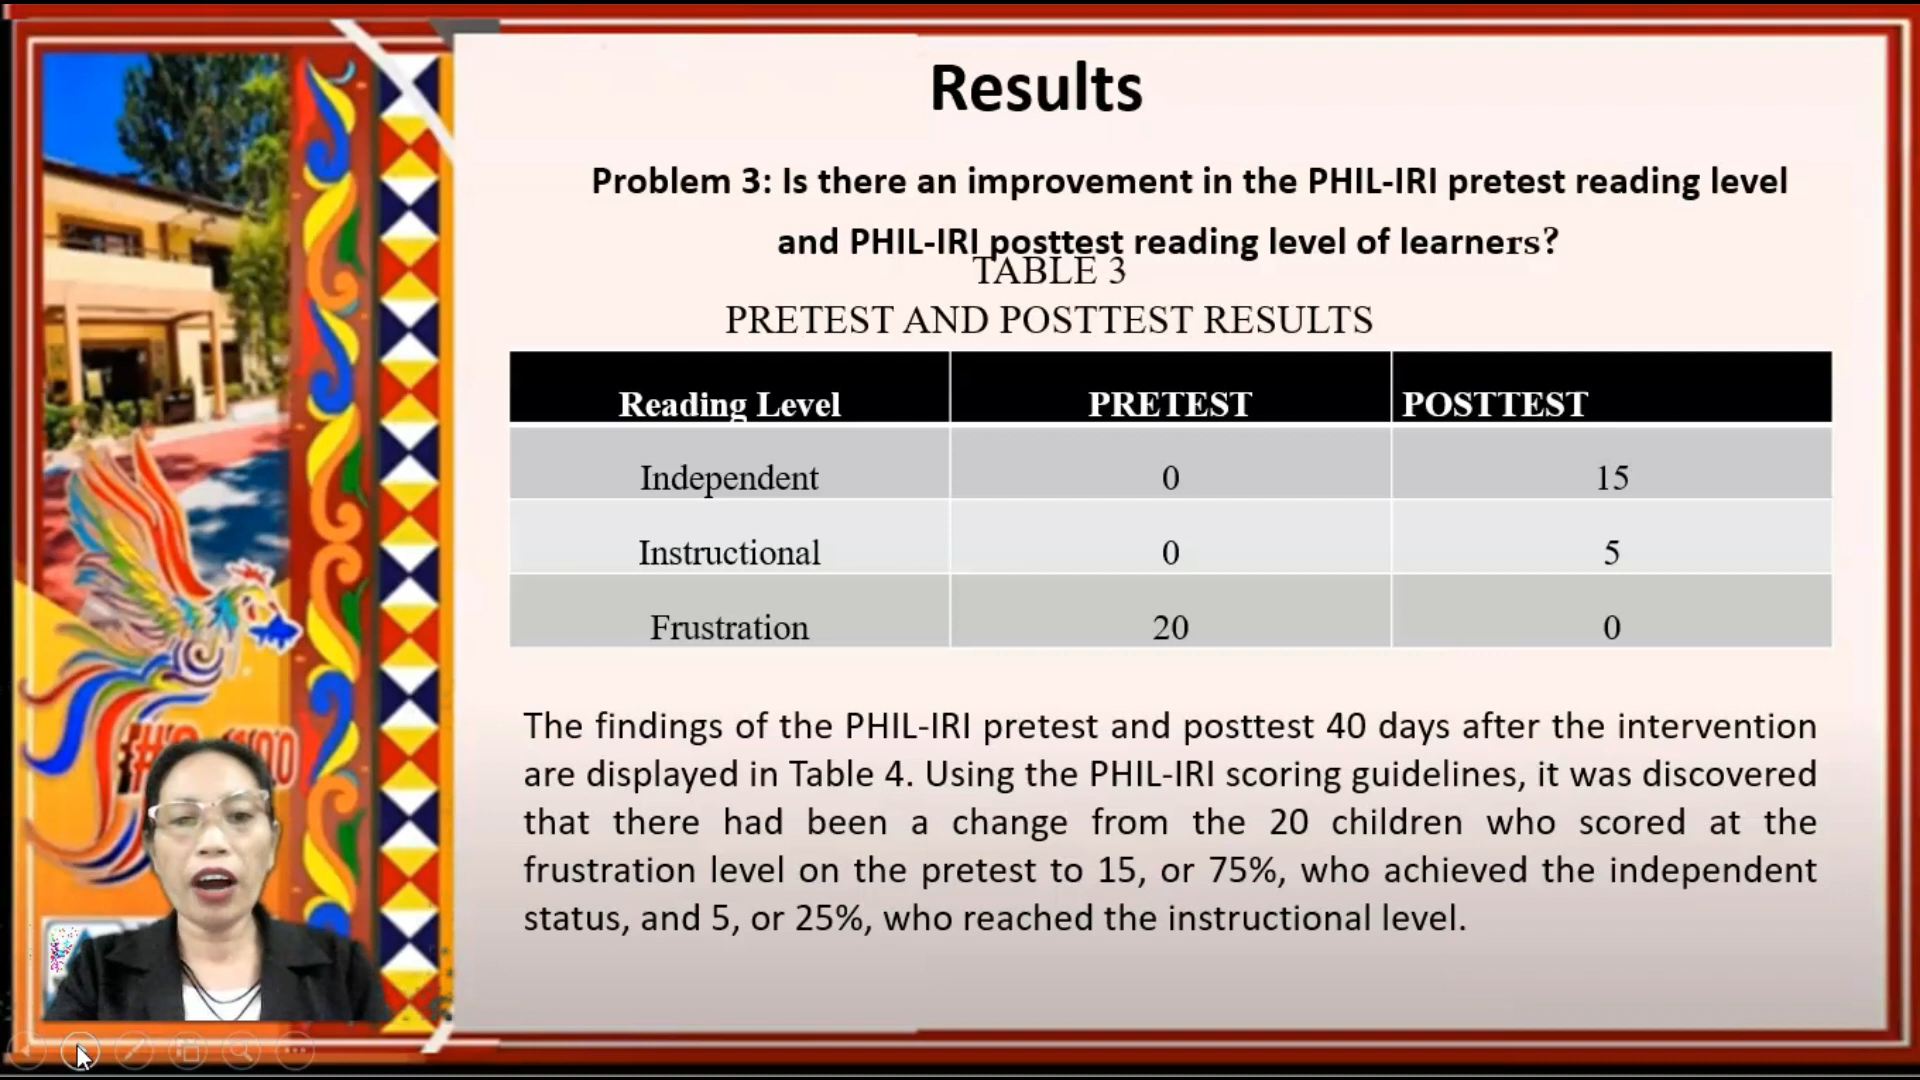 Results
Problem 3: Is there an improvement in the PHIL-IRI pretest reading level
and PHIL-IRI posttest reading level of learners?
TABLE 3
PRETEST AND POSTTEST RESULTS
Reading Level PRETEST POSTTEST
Independent 0 15
Instructional 0 5
Frustration 20 0
The findings of the PHIL-IRI pretest and posttest 40 days after the intervention
are displayed in Table 4. Using the PHIL-IRI scoring guidelines, it was discovered
that there had been a change from the 20 children who scored at the
frustration level on the pretest to 15, or 75%, who achieved the independent
status, and 5, or 25%, who reached the instructional level.